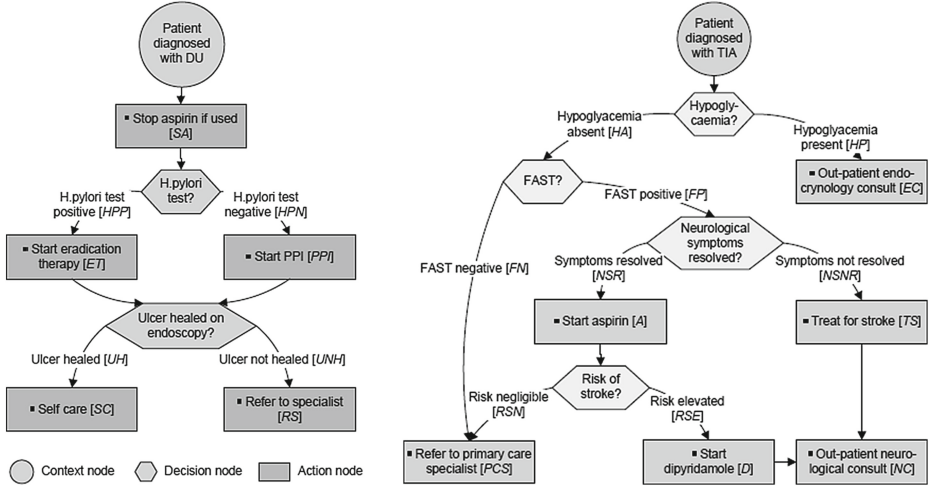 Patient
diagnosed
with DU
▪ Stop aspirin if used
[SA]
H.pylori
test?
H.pylori test
positive [HPP]
H.pylori test
negative [HPN]
▪ Start eradication
therapy [ET]
▪ Start PPI [PPI]
Ulcer healed on
endoscopy?
Ulcer healed [UH]
Ulcer not healed [UNH]
▪ Self care [SC]
▪ Refer to specialist
[RS]
Context node
Decision node
Action node
Patient
diagnosed
with TIA
Hypogly-
caemia?
Hypoglyacemia
absent [HA]
Hypoglyacemia
present [HP]
FAST?
▪ Out-patient endo-
crynology consult [EC]
FAST positive [FP]
FAST negative [FN]
Neurological
symptoms
resolved?
Symptoms resolved
[NSR]
Symptoms not resolved
[NSNR]
▪ Start aspirin [A]
▪ Treat for stroke [TS]
Risk of
stroke?
Risk negligible
[RSN]
Risk elevated
[RSE]
▪ Refer to primary care
specialist [PCS]
▪ Start
dipyridamole [D]
▪ Out-patient neuro-
logical consult [NC]